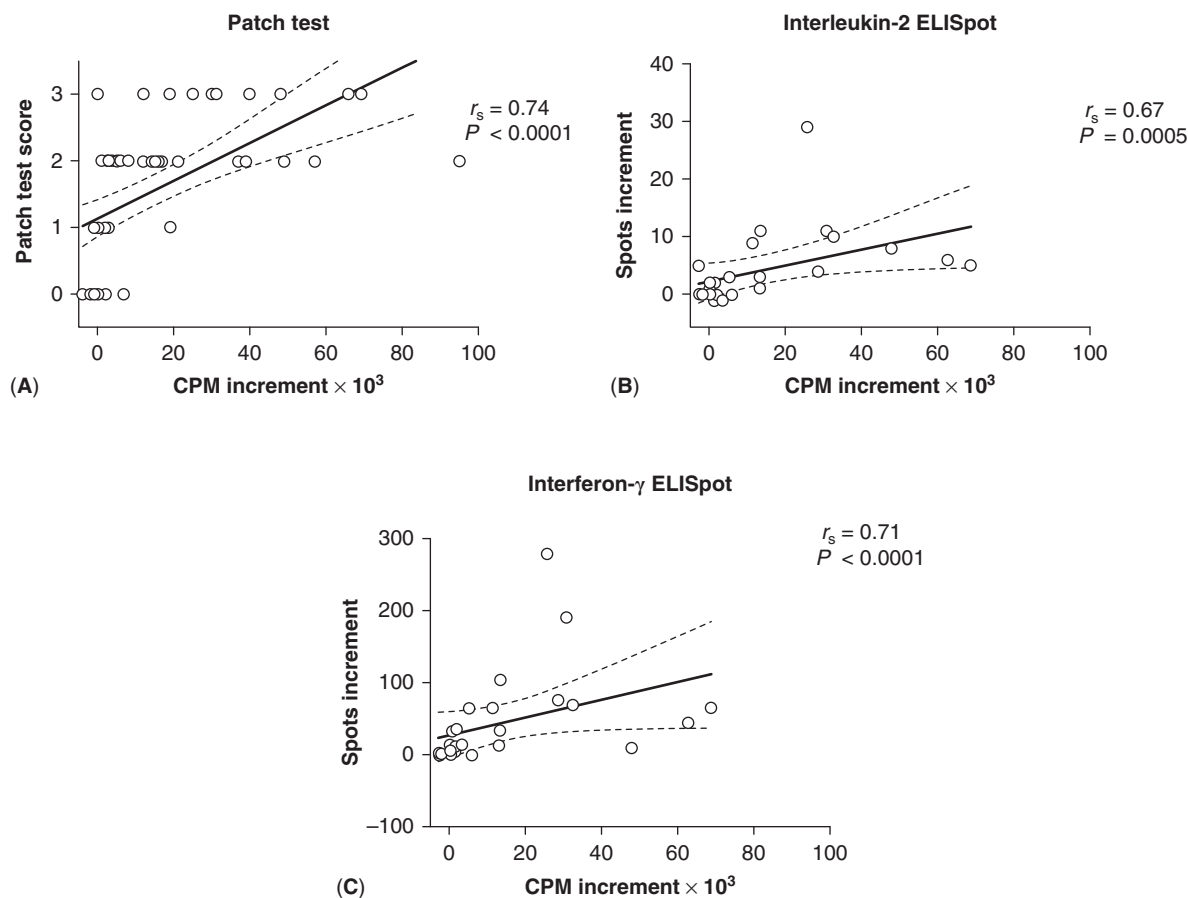 Patch test
3
2
1
0
Patch test score
r_s = 0.74
P < 0.0001
0 20 40 60 80 100
(A) CPM increment × 10³
Interleukin-2 ELISpot
40
30
20
10
0
Spots increment
r_s = 0.67
P = 0.0005
0 20 40 60 80 100
(B) CPM increment × 10³
Interferon-γ ELISpot
300
200
100
0
−100
Spots increment
r_s = 0.71
P < 0.0001
0 20 40 60 80 100
(C) CPM increment × 10³